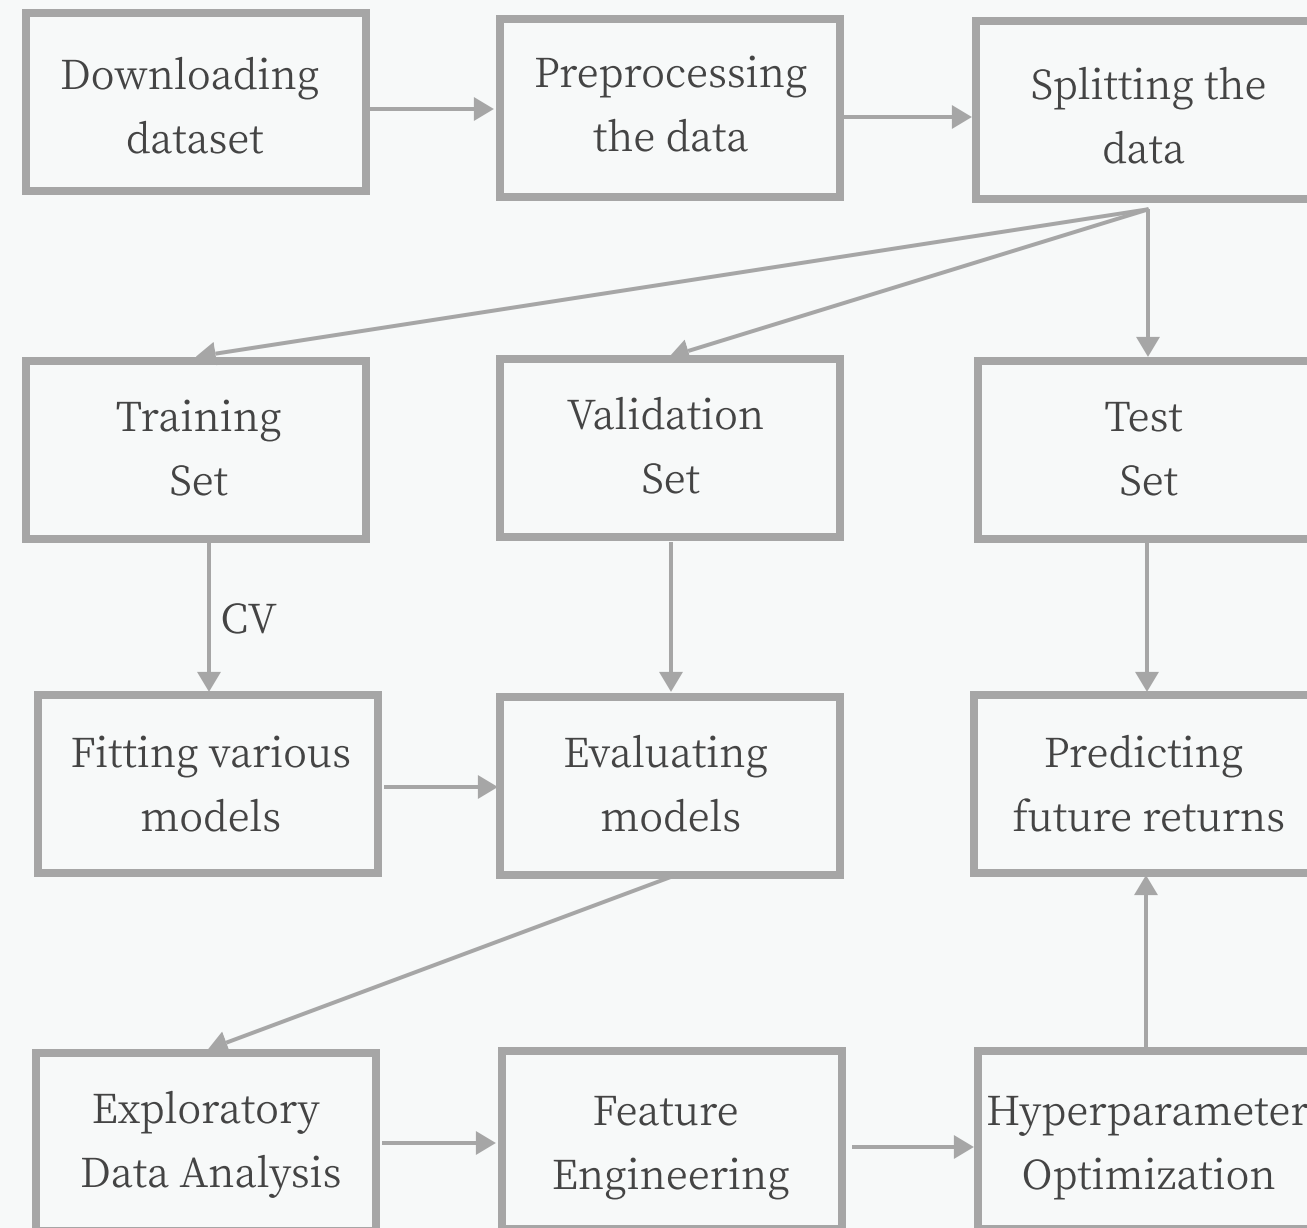 Downloading
dataset
Preprocessing
the data
Splitting the
data
Training
Set
Validation
Set
Test
Set
CV
Fitting various
models
Evaluating
models
Predicting
future returns
Exploratory
Data Analysis
Feature
Engineering
Hyperparameter
Optimization